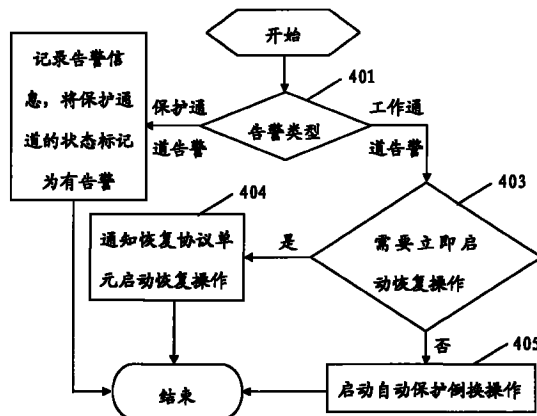 开始
记录告警信
息，将保护通
道的状态标记
为有告警
401
保护通
道告警
告警类型
工作通
道告警
403
404
通知恢复协议单
元启动恢复操作
是
需要立即启
动恢复操作
否
405
启动自动保护倒换操作
结束